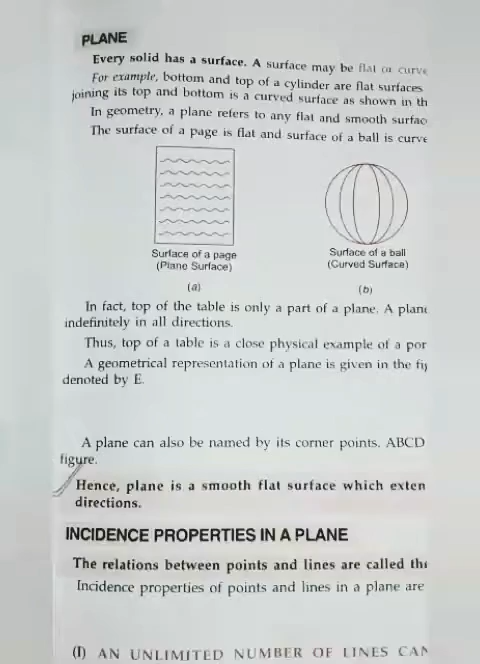 PLANE
Every solid has a surface. A surface may be flat or curve
For example, bottom and top of a cylinder are flat surfaces
joining its top and bottom is a curved surface as shown in th
In geometry, a plane refers to any flat and smooth surfac
The surface of a page is flat and surface of a ball is curve
Surface of a page
(Plane Surface)
(a)
Surface of a ball
(Curved Surface)
(b)
In fact, top of the table is only a part of a plane. A plane
indefinitely in all directions.
Thus, top of a table is a close physical example of a por
A geometrical representation of a plane is given in the fi
denoted by E.
A plane can also be named by its corner points. ABCD
figure.
Hence, plane is a smooth flat surface which exten
directions.
INCIDENCE PROPERTIES IN A PLANE
The relations between points and lines are called the
Incidence properties of points and lines in a plane are
(I) AN UNLIMITED NUMBER OF LINES CAN